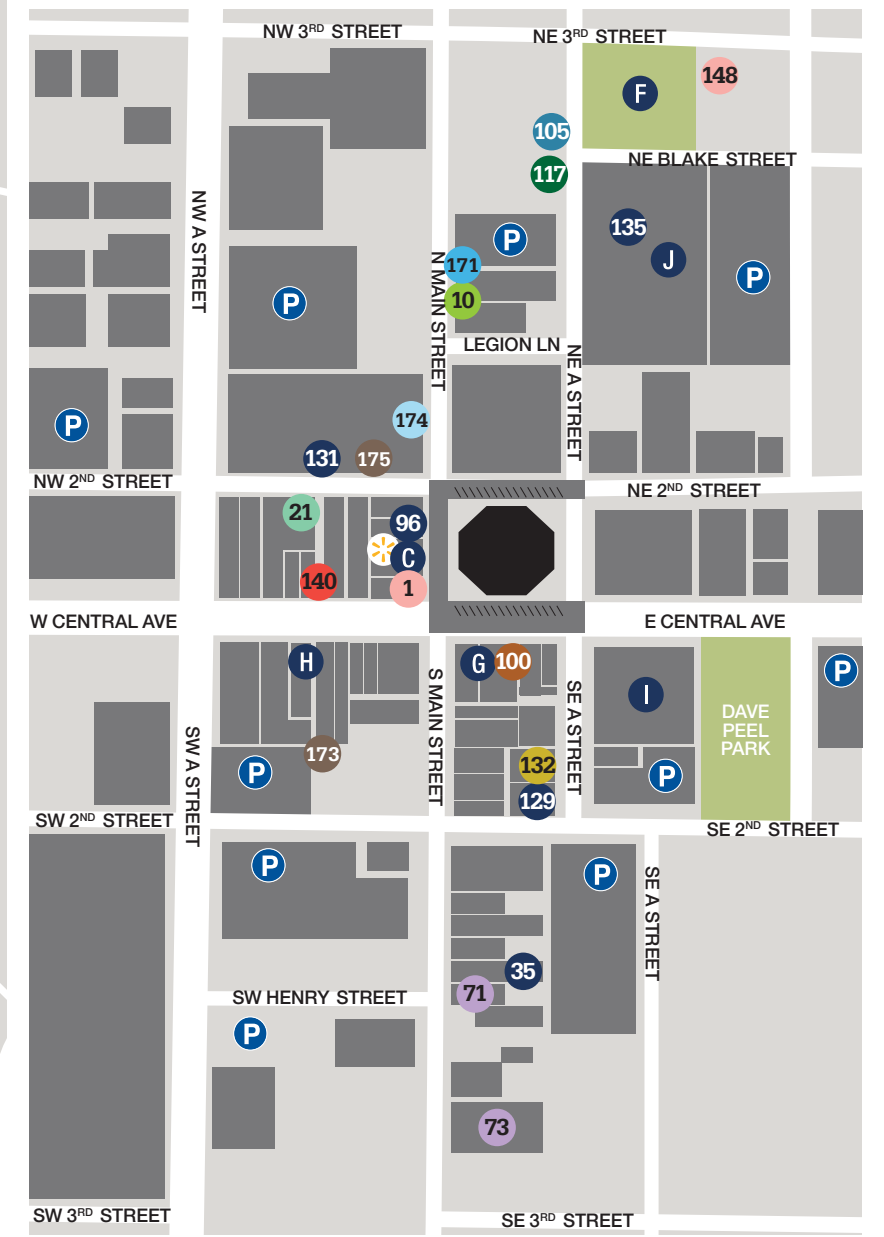 NW 3RD STREET
NE 3RD STREET
F
148
105
NE BLAKE STREET
117
NW A STREET
135
P
J
171
N MAIN STREET
P
10
P
LEGION LN
NE A STREET
174
P
131
175
NW 2ND STREET
NE 2ND STREET
21
96
C
140
1
W CENTRAL AVE
E CENTRAL AVE
H
G
100
P
S MAIN STREET
SE A STREET
I
DAVE
PEEL
PARK
SW A STREET
173
132
P
P
129
SW 2ND STREET
SE 2ND STREET
P
P
SE A STREET
35
71
SW HENRY STREET
P
73
SW 3RD STREET
SE 3RD STREET